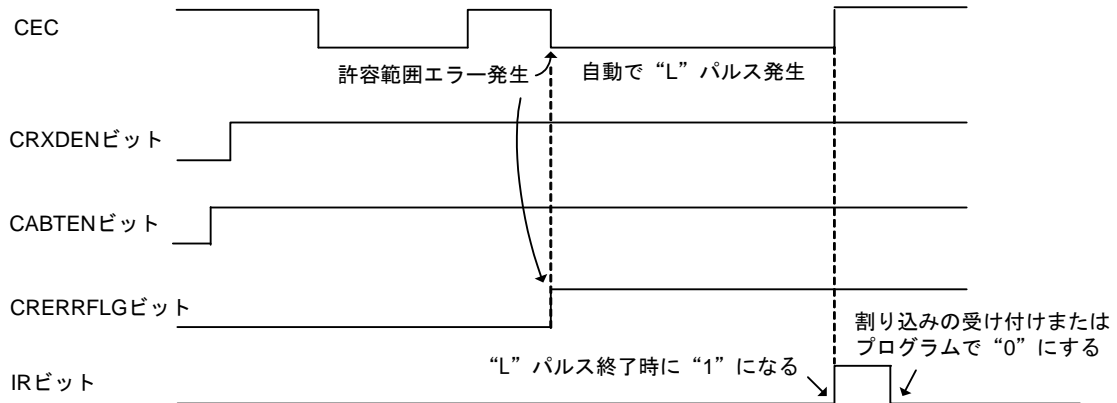 CEC
許容範囲エラー発生
自動で“L”パルス発生
CRXDENビット
CABTENビット
CRERRFLGビット
割り込みの受け付けまたは
プログラムで“0”にする
“L”パルス終了時に“1”になる
IRビット